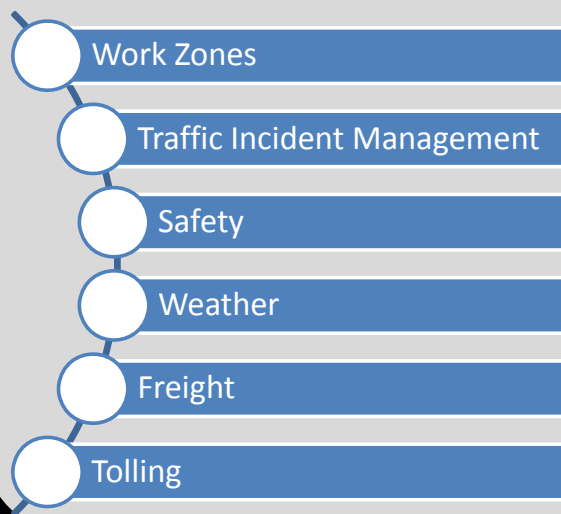 Work Zones
Traffic Incident Management
Safety
Weather
Freight
Tolling